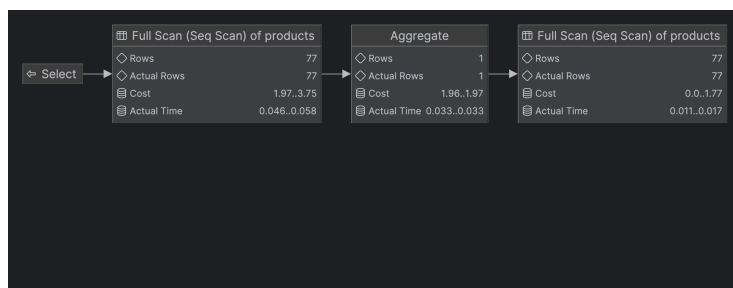 Select
Full Scan (Seq Scan) of products
Rows 77
Actual Rows 77
Cost 1.97..3.75
Actual Time 0.046..0.058
Aggregate
Rows 1
Actual Rows 1
Cost 1.96..1.97
Actual Time 0.033..0.033
Full Scan (Seq Scan) of products
Rows 77
Actual Rows 77
Cost 0.0..1.77
Actual Time 0.011..0.017